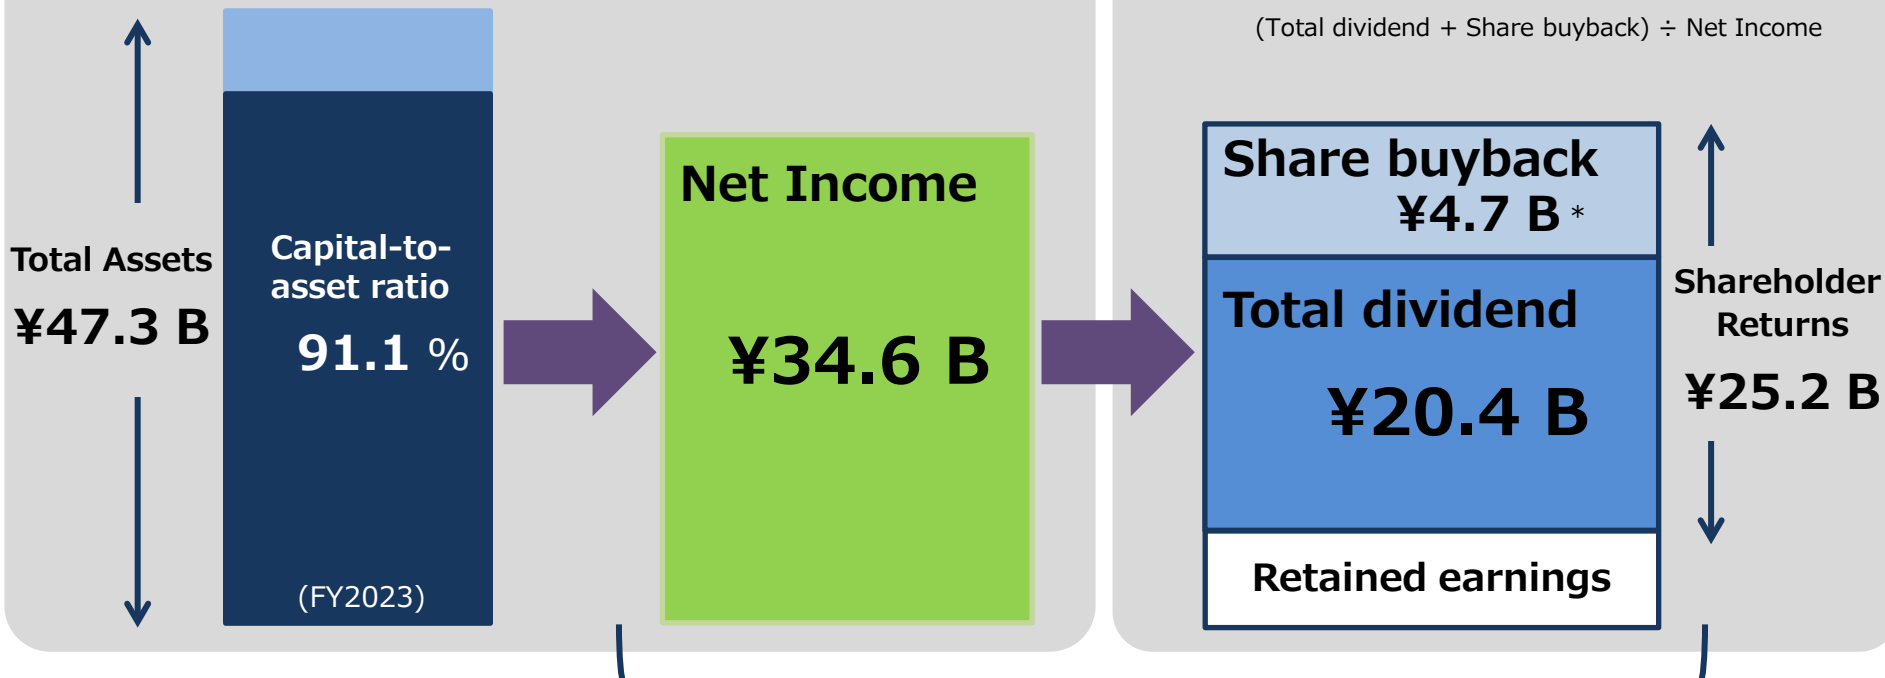 (Total dividend + Share buyback) ÷ Net Income
Total Assets
¥47.3 B
Capital-to-
asset ratio
91.1 %
(FY2023)
Net Income
¥34.6 B
Share buyback
¥4.7 B *
Total dividend
¥20.4 B
Retained earnings
Shareholder
Returns
¥25.2 B